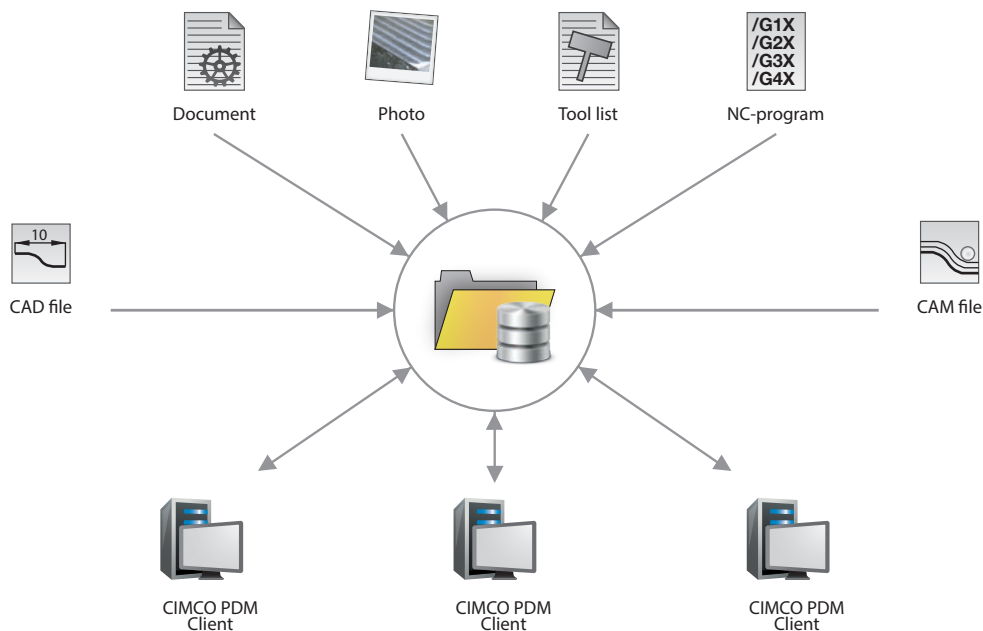 /G1X
/G2X
/G3X
/G4X
Document
Photo
Tool list
NC-program
10
CAD file
CAM file
CIMCO PDM
Client
CIMCO PDM
Client
CIMCO PDM
Client